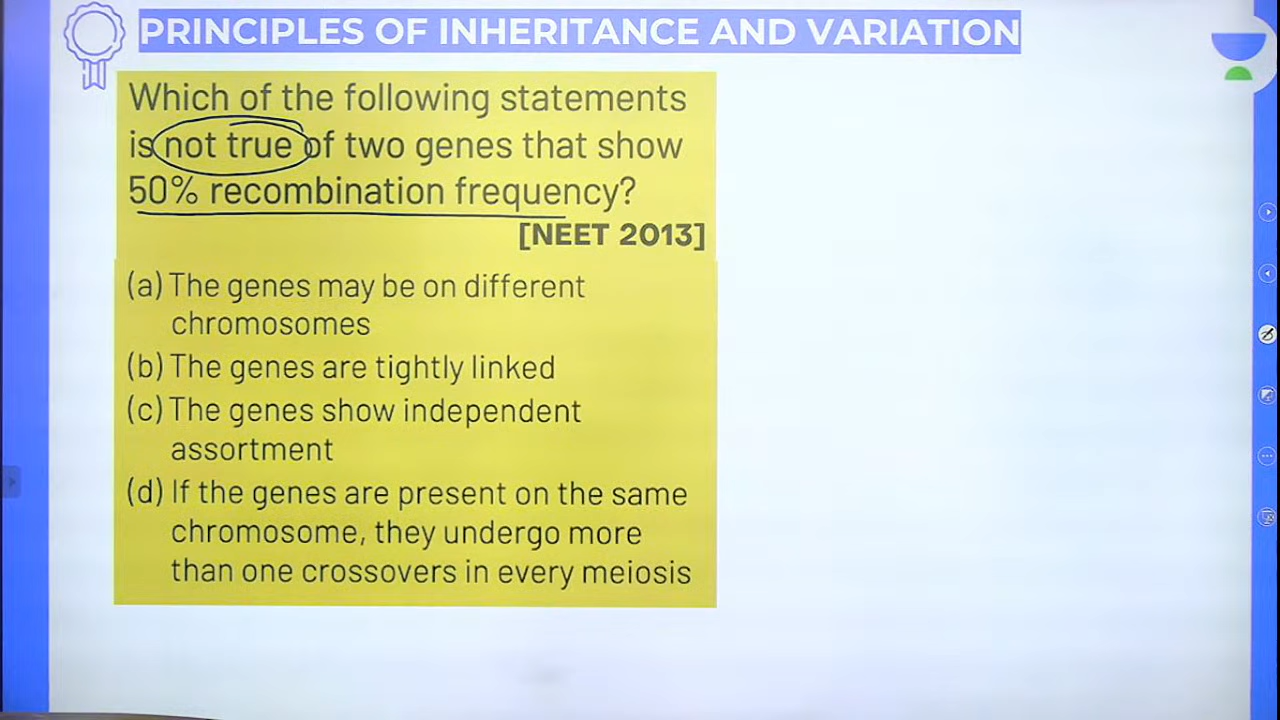 PRINCIPLES OF INHERITANCE AND VARIATION
Which of the following statements
is not true of two genes that show
50% recombination frequency?
[NEET 2013]
(a) The genes may be on different
chromosomes
(b) The genes are tightly linked
(c) The genes show independent
assortment
(d) If the genes are present on the same
chromosome, they undergo more
than one crossovers in every meiosis